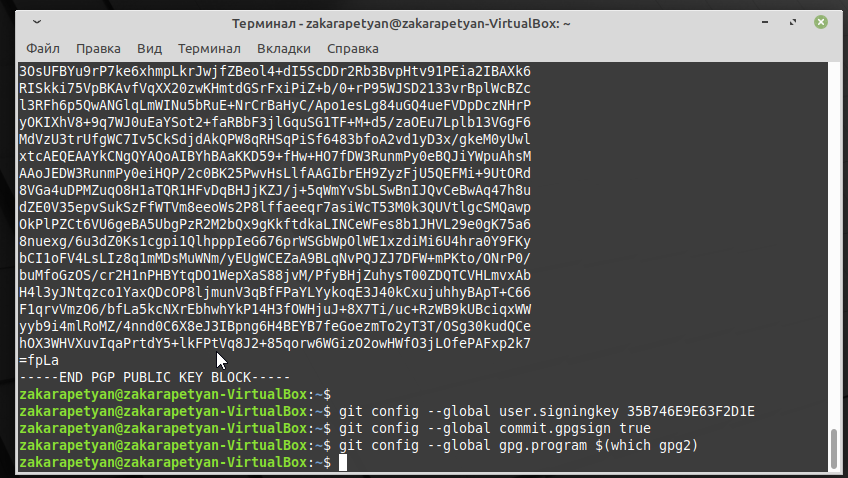 Терминал - zakarapetyan@zakarapetyan-VirtualBox: ~
Файл Правка Вид Терминал Вкладки Справка
3OsUFBYu9rP7ke6xhmpLkrJwjfZBeol4+dI5ScDDr2Rb3BvpHtv91PEia2IBAXk6
RISkki75VpBKAvfVqXX20zwKHmtdGSrFxiPiZ+b/0+rP95WJSD2133vrBplWcBZc
l3RFh6p5QwANGlqLmWINu5bRuE+NrCrBaHyC/Apo1esLg84uGQ4ueFVDpDczNHrP
yOKIXhV8+9q7WJ0uEaYSot2+faRBbF3jlGquSG1TF+M+d5/zaOEu7Lplb13VGgF6
MdVzU3trUfgWC7Iv5CkSdjdAkQPW8qRHSqPiSf6483bfoA2vd1yD3x/gkeM0yUwl
xtcAEQEAAYkCNgQYAQoAIBYhBAaKKD59+fHw+HO7fDW3RunmPy0eBQJiYWpuAhsM
AAoJEDW3RunmPy0eiHQP/2c0BK25PwvHsLlfAAGIbrEH9ZyzFjU5QEFMi+9UtORd
8VGa4uDPMZuqO8H1aTQR1HFvDqBHJjKZJ/j+5qWmYvSbLSwBnIJQvCeBwAq47h8u
dZE0V35epvSukSzFfWTVm8eeoWs2P8lffaeeqr7asiWcT53M0k3QUVtlgcSMQawp
OkPlPZCt6VU6geBA5UbgPzR2M2bQx9gKkftdkaLINCeWFes8b1JHVL29e0gK75a6
8nuexg/6u3dZ0Ks1cgpi1QlhpppIeG676prWSGbWpOlWE1xzdiMi6U4hra0Y9FKy
bCI1oFV4LsLIz8q1mMDsMuWNm/yEUgWCEZaA9BLqNvPQJZJ7DFW+mPKto/ONrP0/
buMfoGzOS/cr2H1nPHBYtqDO1WepXaS88jvM/PfyBHjZuhysT00ZDQTCVHLmvxAb
H4l3yJNtqzco1YaxQDcOP8ljmunV3qBfFPaYLYykoqE3J40kCxujuhhyBApT+C66
F1qrvVmzO6/bfLa5kcNXrEbhwhYkP14H3fOWHjuJ+8X7Ti/uc+RzWB9kUBciqxWW
yyb9i4mlRoMZ/4nnd0C6X8eJ3IBpng6H4BEYB7feGoezmTo2yT3T/OSg30kudQCe
hOX3WHVXuvIqaPrtdY5+lkFPtVq8J2+85qorw6WGizO2owHWfO3jLOfePAFxp2k7
=fpLa
-----END PGP PUBLIC KEY BLOCK-----
zakarapetyan@zakarapetyan-VirtualBox:~$
zakarapetyan@zakarapetyan-VirtualBox:~$ git config --global user.signingkey 35B746E9E63F2D1E
zakarapetyan@zakarapetyan-VirtualBox:~$ git config --global commit.gpgsign true
zakarapetyan@zakarapetyan-VirtualBox:~$ git config --global gpg.program $(which gpg2)
zakarapetyan@zakarapetyan-VirtualBox:~$